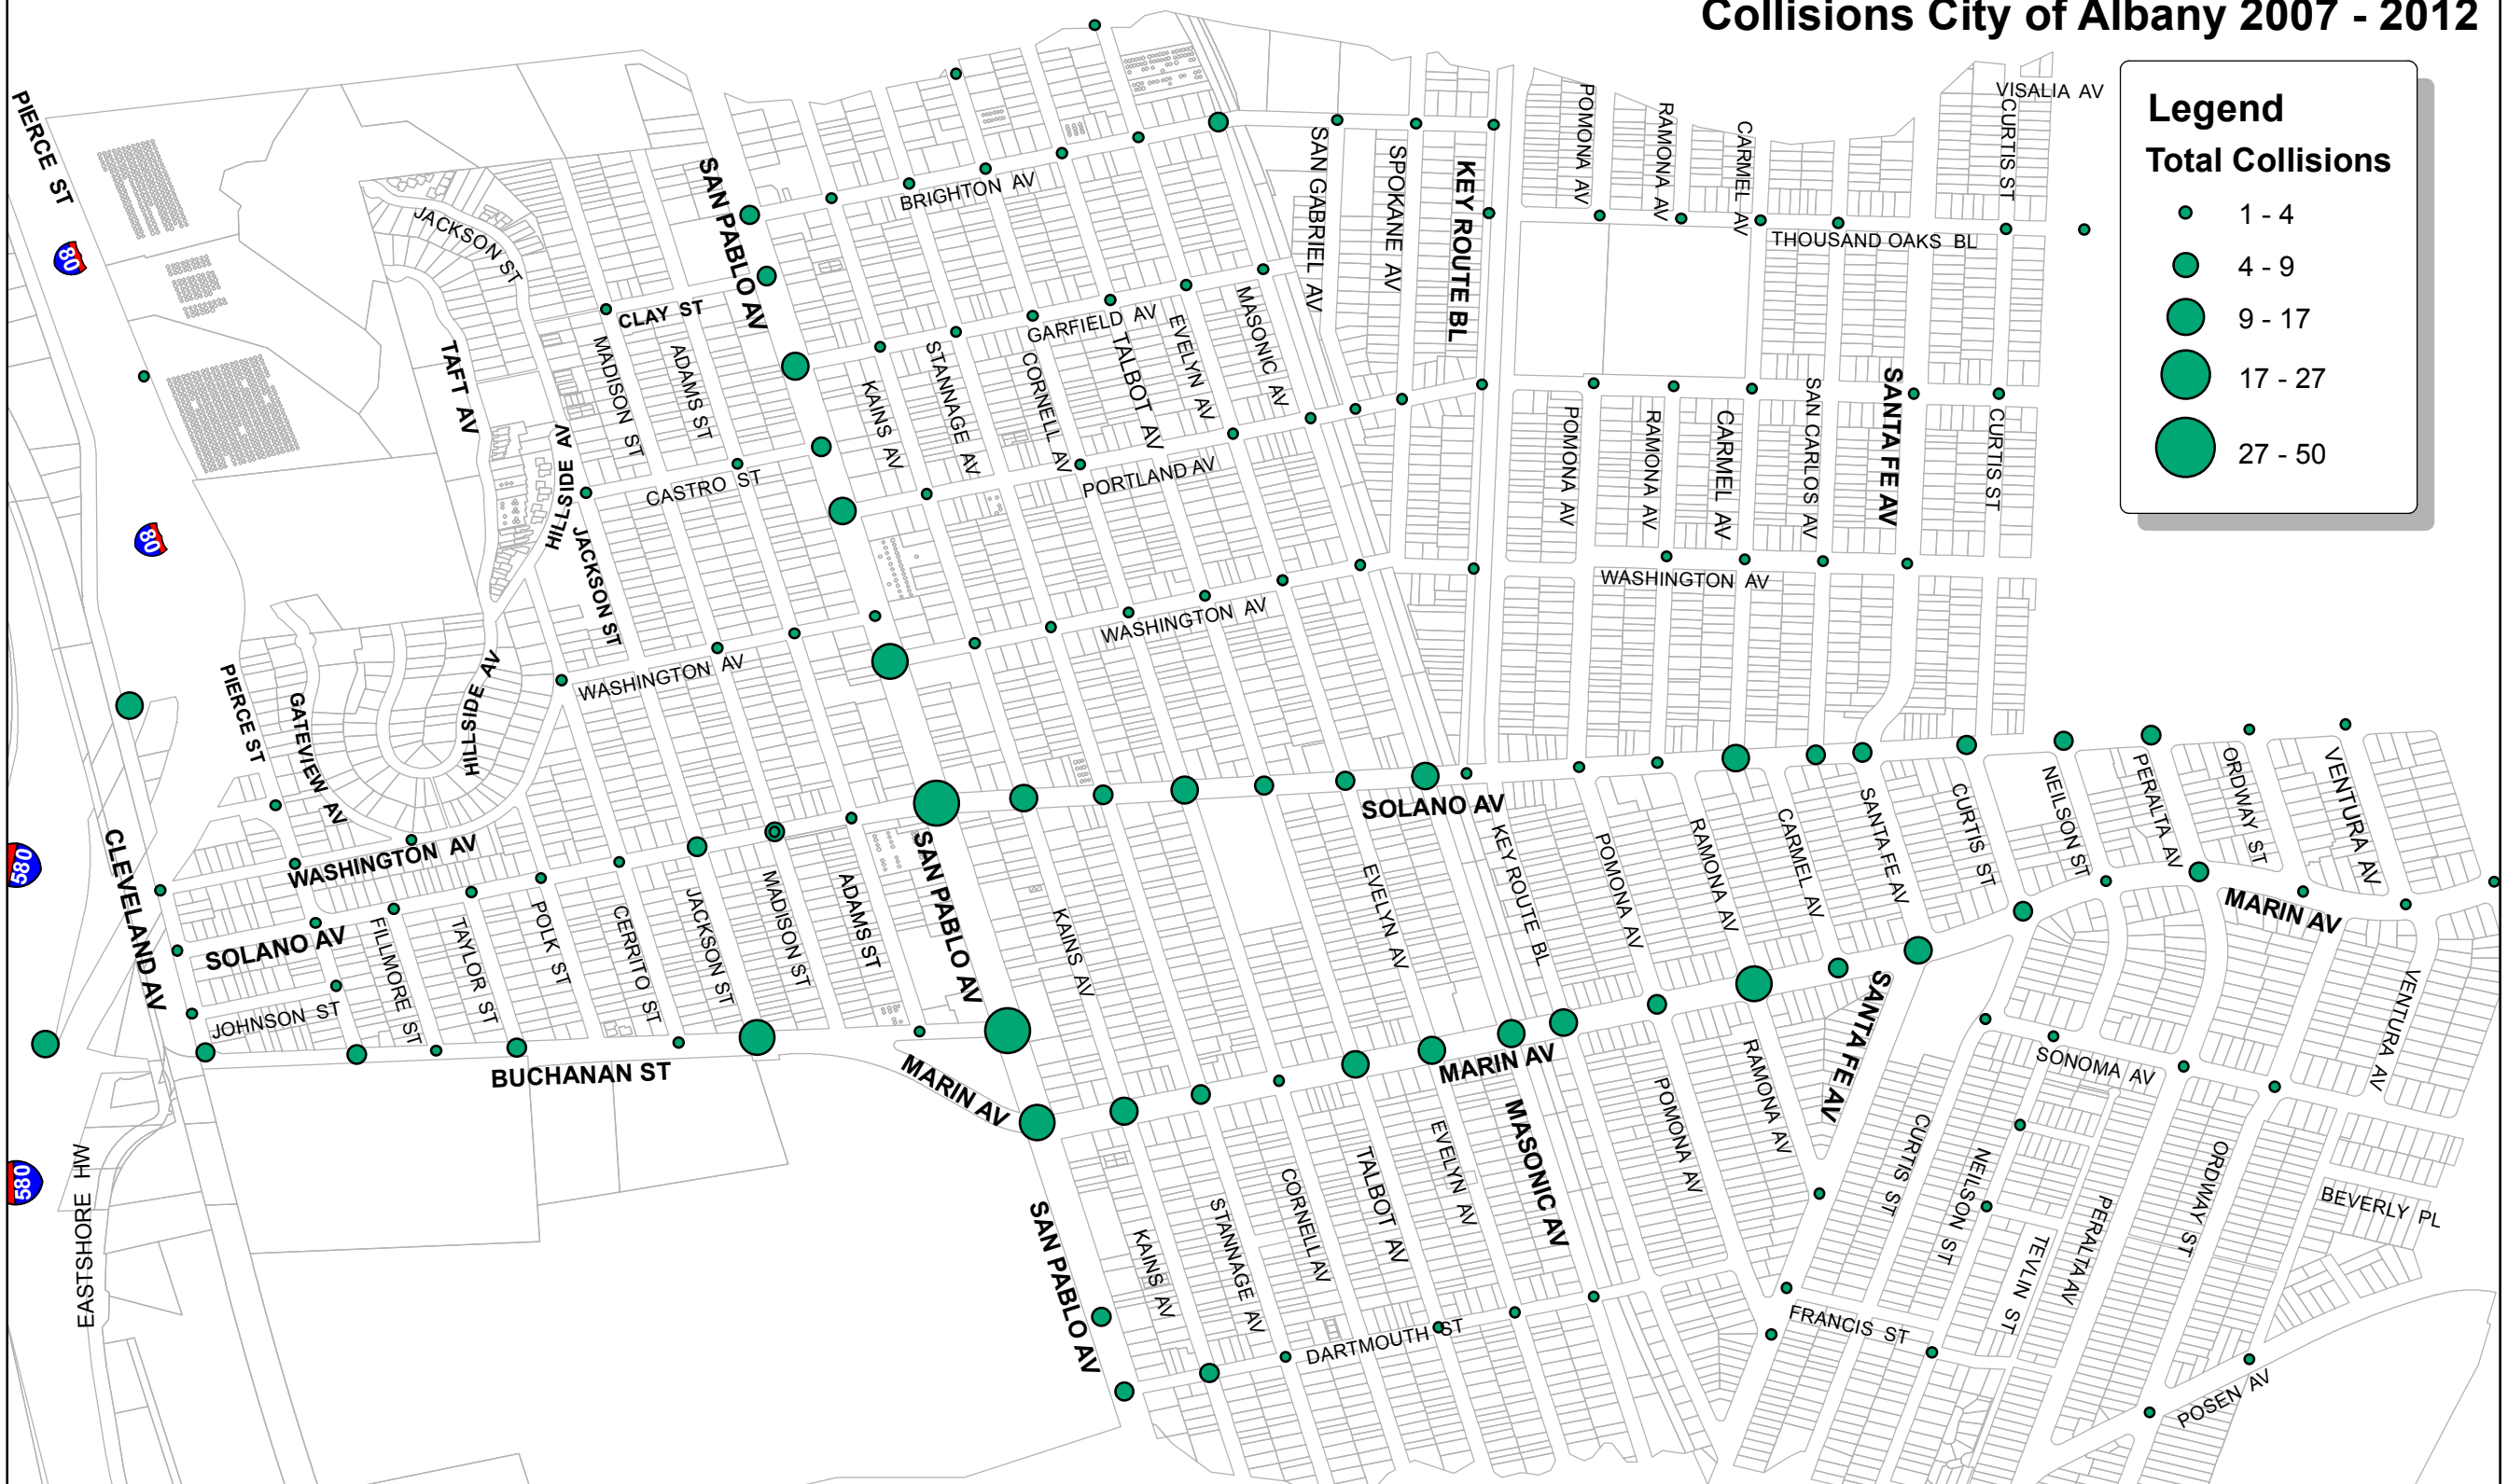 Collisions City of Albany 2007 - 2012
Legend
Total Collisions
1 - 4
4 - 9
9 - 17
17 - 27
27 - 50
VISALIA AV
PIERCE ST
80
JACKSON ST
SAN PABLO AV
BRIGHTON AV
SAN GABRIEL AV
SPOKANE AV
KEY ROUTE BL
POMONA AV
RAMONA AV
CARMEL AV
CURTIS ST
THOUSAND OAKS BL
CLAY ST
TAFT AV
MADISON ST
ADAMS ST
GARFIELD AV
KAINS AV
STANNAGE AV
CORNELL AV
TALBOT AV
EVELYN AV
MASONIC AV
HILLSIDE AV
CASTRO ST
PORTLAND AV
POMONA AV
RAMONA AV
CARMEL AV
SAN CARLOS AV
SANTA FE AV
CURTIS ST
80
JACKSON ST
WASHINGTON AV
WASHINGTON AV
WASHINGTON AV
PIERCE ST
GATEVIEW AV
HILLSIDE AV
580
CLEVELAND AV
WASHINGTON AV
SOLANO AV
SOLANO AV
SAN PABLO AV
JOHNSON ST
FILLMORE ST
TAYLOR ST
POLK ST
CERRITO ST
JACKSON ST
MADISON ST
ADAMS ST
KAINS AV
EVELYN AV
KEY ROUTE BL
POMONA AV
RAMONA AV
CARMEL AV
SANTA FE AV
CURTIS ST
NEILSON ST
PERALTA AV
ORDWAY ST
VENTURA AV
MARIN AV
BUCHANAN ST
MARIN AV
MARIN AV
SANTA FE AV
SONOMA AV
VENTURA AV
580
EASTSHORE HW
SAN PABLO AV
KAINS AV
STANNAGE AV
CORNELL AV
TALBOT AV
EVELYN AV
MASONIC AV
POMONA AV
RAMONA AV
CURTIS ST
NEILSON ST
TEVLIN ST
PERALTA AV
ORDWAY ST
BEVERLY PL
DARTMOUTH ST
FRANCIS ST
POSEN AV